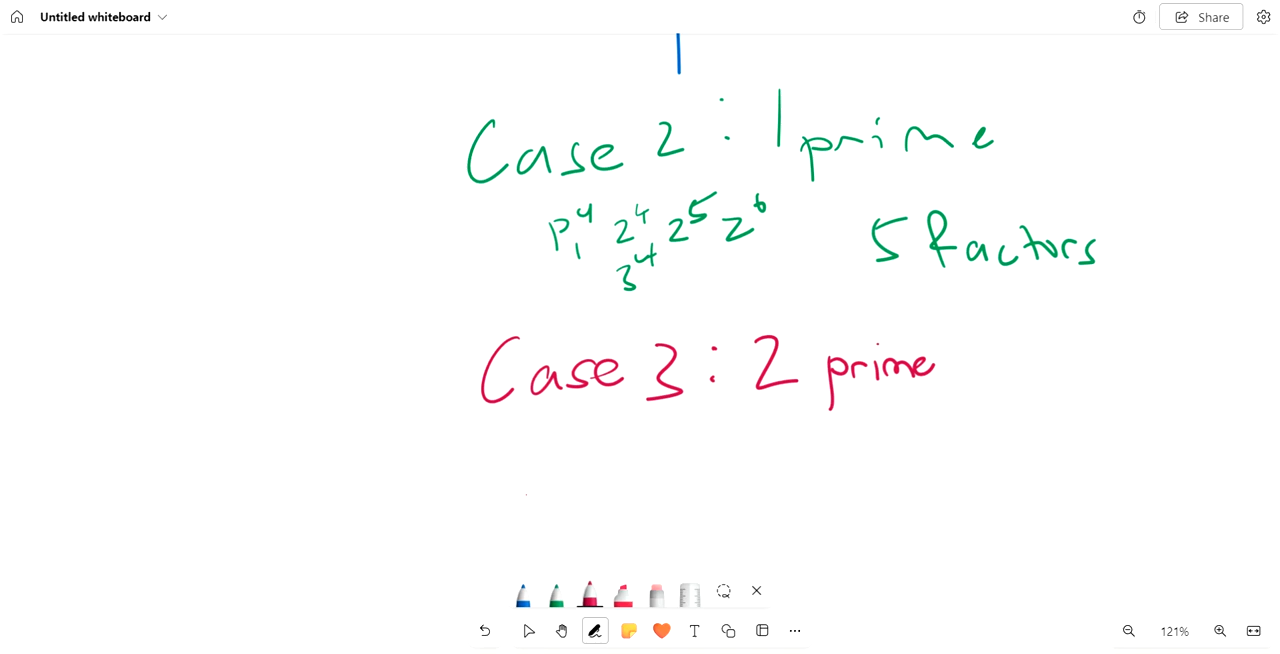 Untitled whiteboard
Share
Case 2 : 1 prime
P₁⁴ 2⁴ 2⁵ 2⁶ 5 factors
3⁴
Case 3 : 2 prime
T
121%